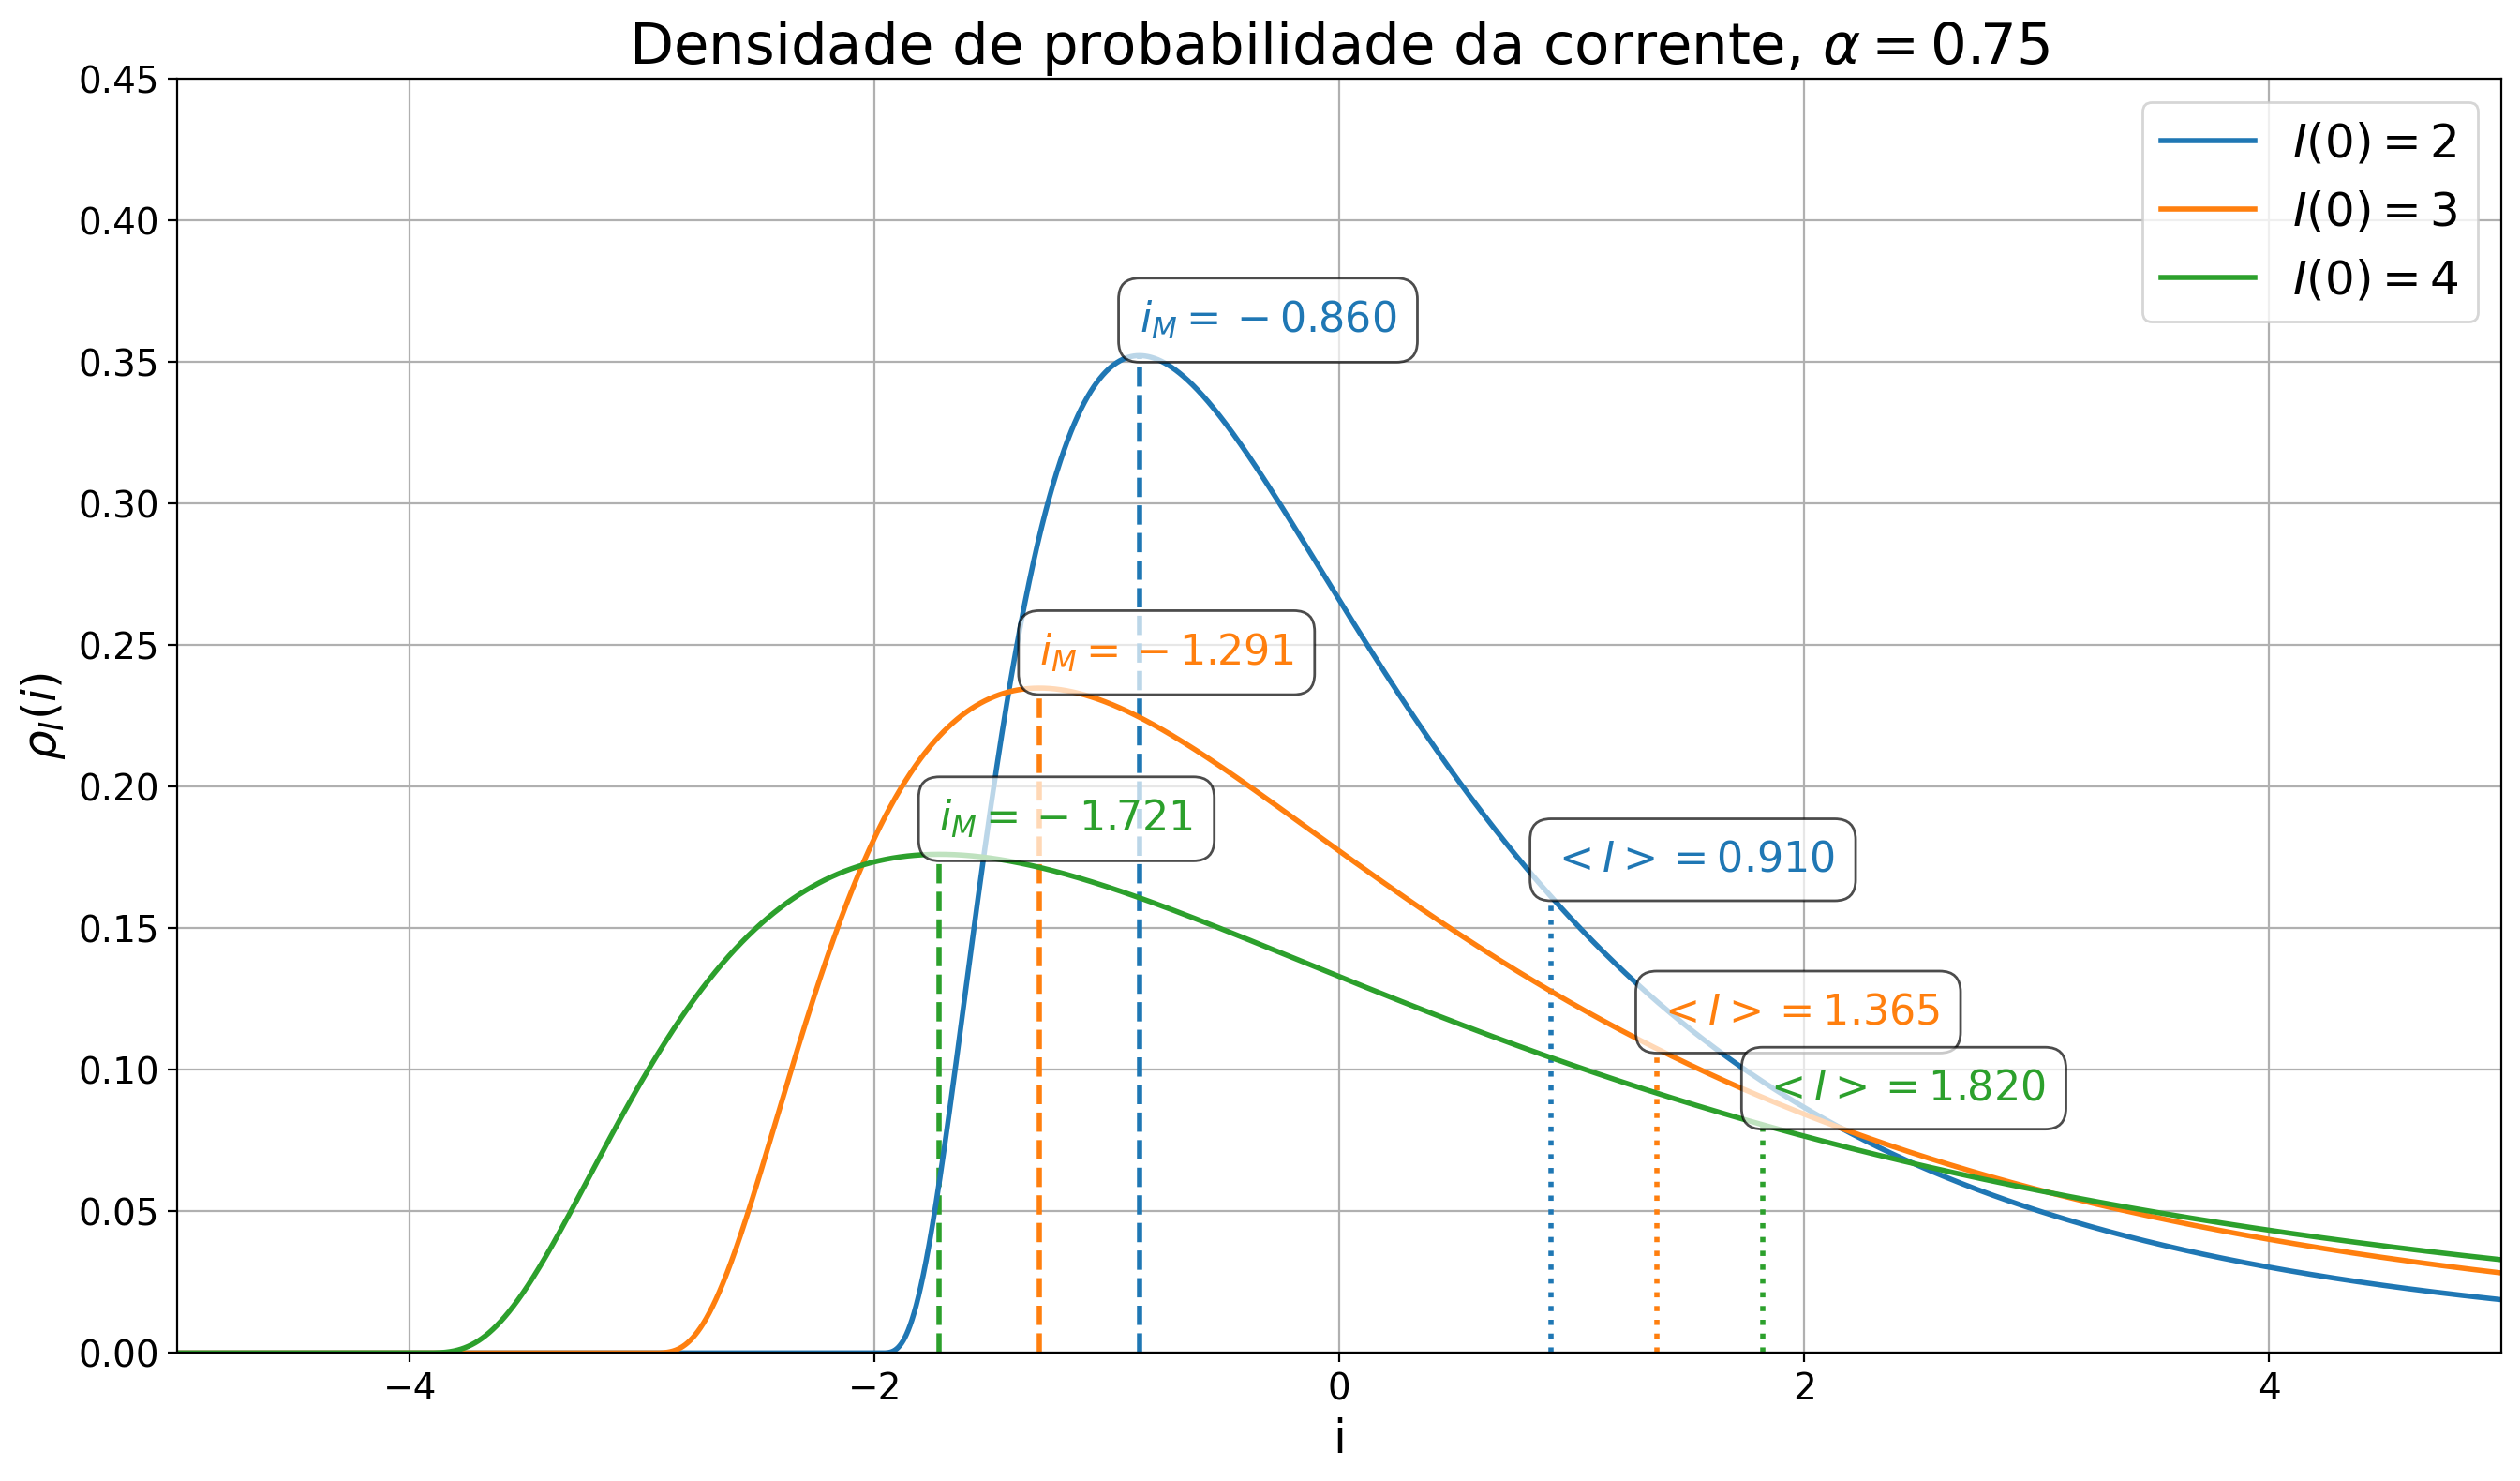 Densidade de probabilidade da corrente, α = 0.75
0.45
0.40
0.35
0.30
0.25
0.20
0.15
0.10
0.05
0.00
ρ_I(i)
I(0) = 2
I(0) = 3
I(0) = 4
i_M = −0.860
i_M = −1.291
i_M = −1.721
< I > = 0.910
< I > = 1.365
< I > = 1.820
−4 −2 0 2 4
i